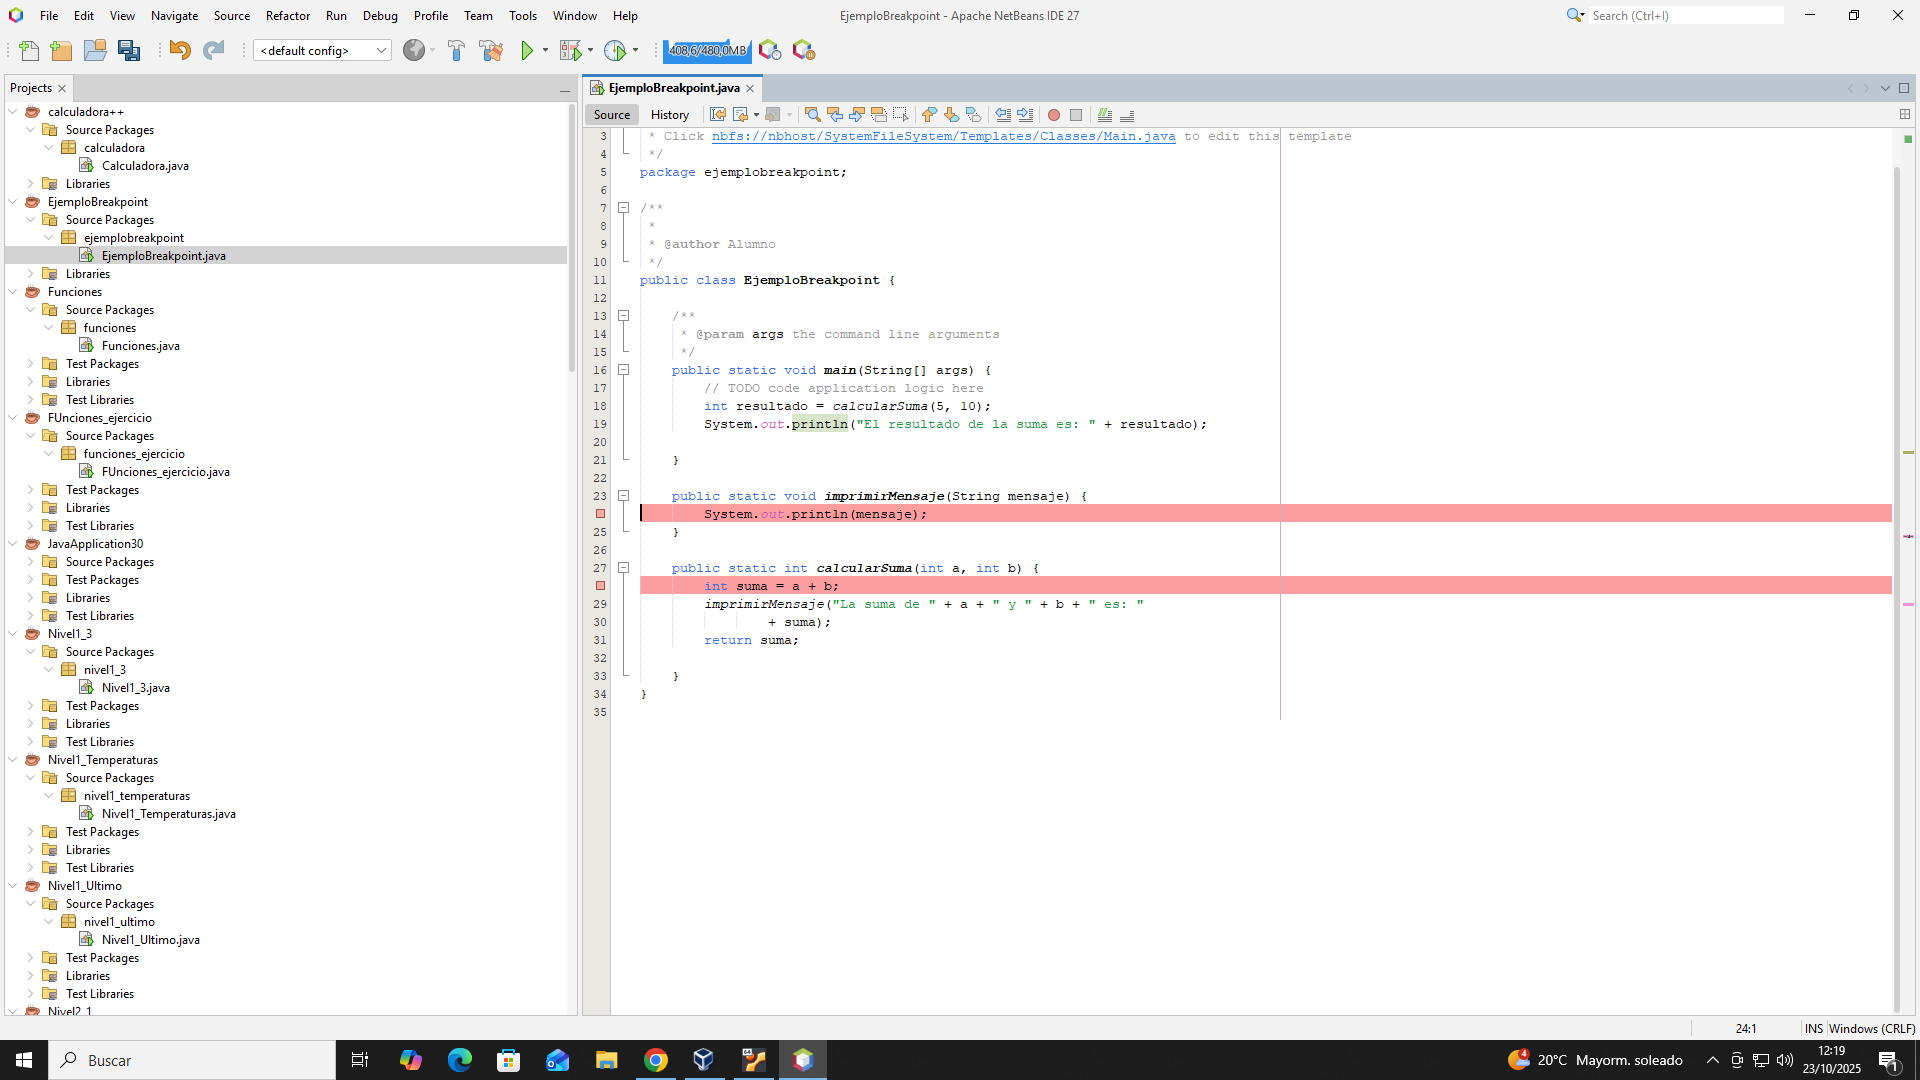 File Edit View Navigate Source Refactor Run Debug Profile Team Tools Window Help
EjemploBreakpoint - Apache NetBeans IDE 27
Search (Ctrl+I)
<default config>
408,6/480,0MB
Projects
calculadora++
Source Packages
calculadora
Calculadora.java
Libraries
EjemploBreakpoint
Source Packages
ejemplobreakpoint
EjemploBreakpoint.java
Libraries
Funciones
Source Packages
funciones
Funciones.java
Test Packages
Libraries
Test Libraries
FUnciones_ejercicio
Source Packages
funciones_ejercicio
FUnciones_ejercicio.java
Test Packages
Libraries
Test Libraries
JavaApplication30
Source Packages
Test Packages
Libraries
Test Libraries
Nivel1_3
Source Packages
nivel1_3
Nivel1_3.java
Test Packages
Libraries
Test Libraries
Nivel1_Temperaturas
Source Packages
nivel1_temperaturas
Nivel1_Temperaturas.java
Test Packages
Libraries
Test Libraries
Nivel1_Ultimo
Source Packages
nivel1_ultimo
Nivel1_Ultimo.java
Test Packages
Libraries
Test Libraries
Nivel2_1
EjemploBreakpoint.java
Source History
3 * Click nbfs://nbhost/SystemFileSystem/Templates/Classes/Main.java to edit this template
4 */
5 package ejemplobreakpoint;
6
7 /**
8 *
9 * @author Alumno
10 */
11 public class EjemploBreakpoint {
12
13 /**
14 * @param args the command line arguments
15 */
16 public static void main(String[] args) {
17 // TODO code application logic here
18 int resultado = calcularSuma(5, 10);
19 System.out.println("El resultado de la suma es: " + resultado);
20
21 }
22
23 public static void imprimirMensaje(String mensaje) {
System.out.println(mensaje);
25 }
26
27 public static int calcularSuma(int a, int b) {
int suma = a + b;
29 imprimirMensaje("La suma de " + a + " y " + b + " es: "
30 + suma);
31 return suma;
32
33 }
34 }
35
24:1 INS Windows (CRLF)
Buscar
64
4
20°C Mayorm. soleado
12:19
23/10/2025
1